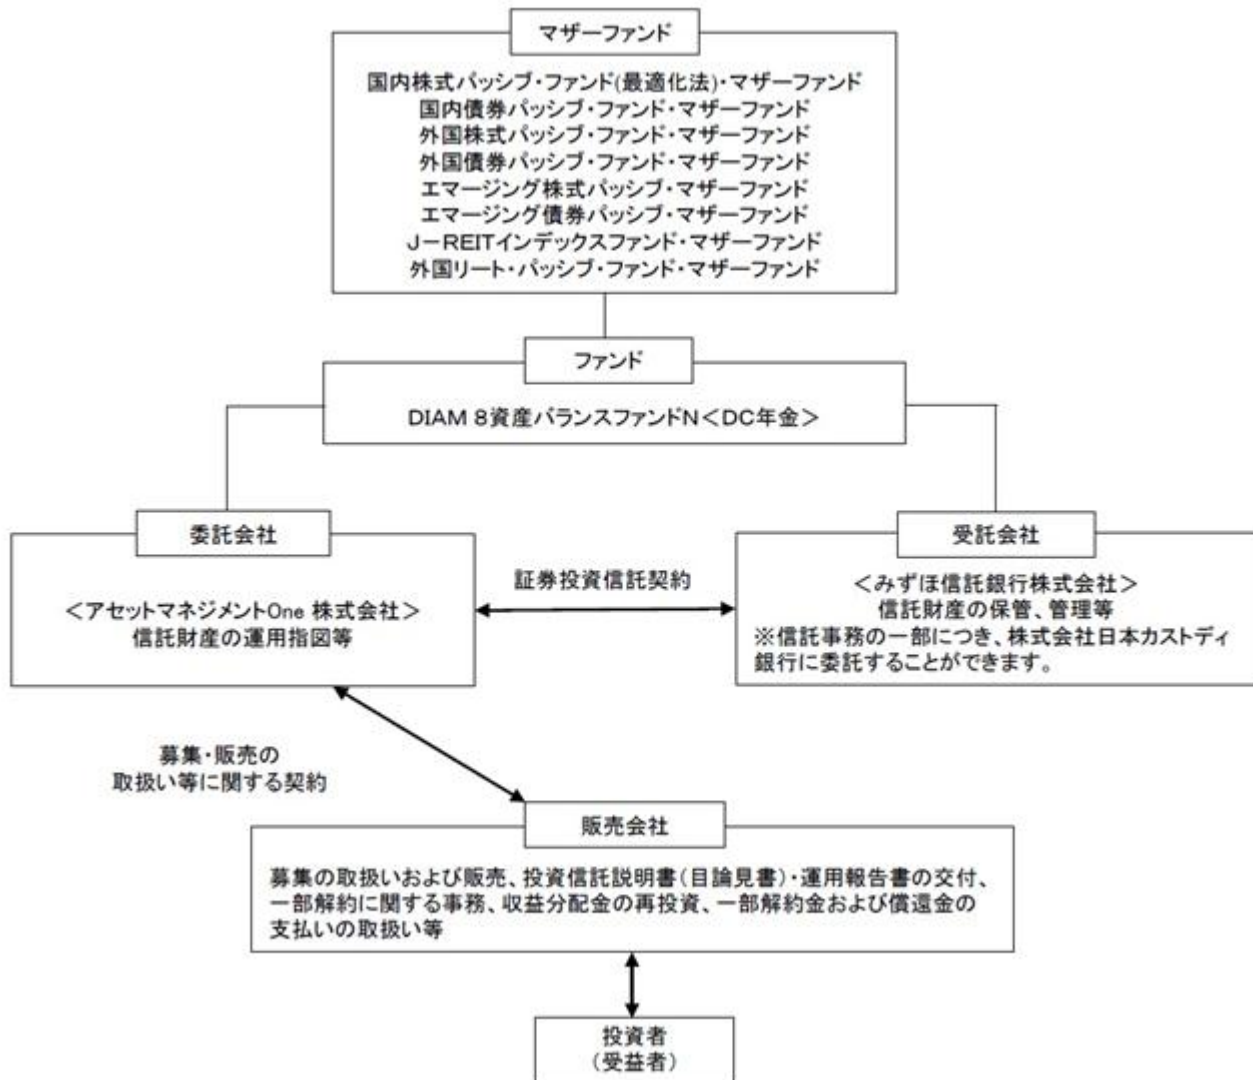 マザーファンド
国内株式パッシブ・ファンド(最適化法)・マザーファンド
国内債券パッシブ・ファンド・マザーファンド
外国株式パッシブ・ファンド・マザーファンド
外国債券パッシブ・ファンド・マザーファンド
エマージング株式パッシブ・マザーファンド
エマージング債券パッシブ・マザーファンド
J-REITインデックスファンド・マザーファンド
外国リート・パッシブ・ファンド・マザーファンド
ファンド
DIAM 8資産バランスファンドN<DC年金>
委託会社
<アセットマネジメントOne 株式会社>
信託財産の運用指図等
証券投資信託契約
受託会社
<みずほ信託銀行株式会社>
信託財産の保管、管理等
※信託事務の一部につき、株式会社日本カストディ
銀行に委託することができます。
募集・販売の
取扱い等に関する契約
販売会社
募集の取扱いおよび販売、投資信託説明書(目論見書)・運用報告書の交付、
一部解約に関する事務、収益分配金の再投資、一部解約金および償還金の
支払いの取扱い等
投資者
(受益者)